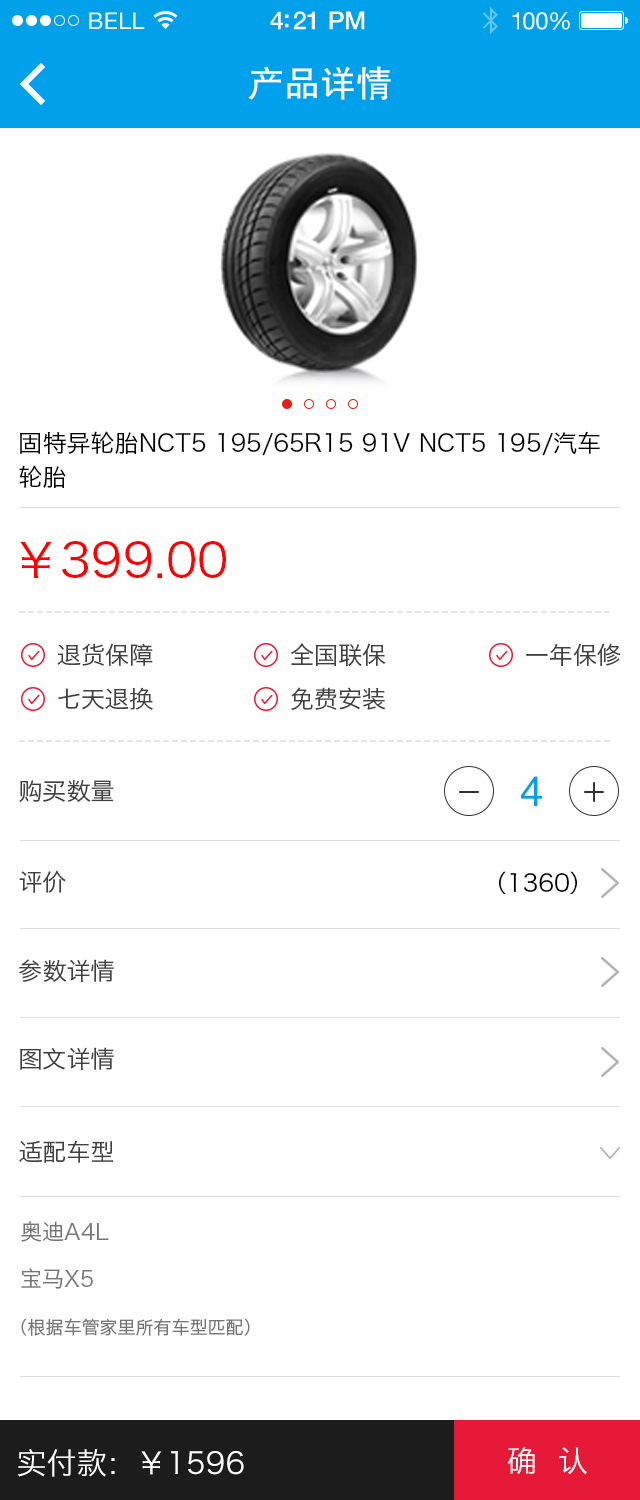 BELL 4:21 PM 100%
产品详情
固特异轮胎NCT5 195/65R15 91V NCT5 195/汽车
轮胎
￥399.00
退货保障 全国联保 一年保修
七天退换 免费安装
购买数量 4
评价 （1360）
参数详情
图文详情
适配车型
奥迪A4L
宝马X5
（根据车管家里所有车型匹配）
实付款：￥1596 确 认